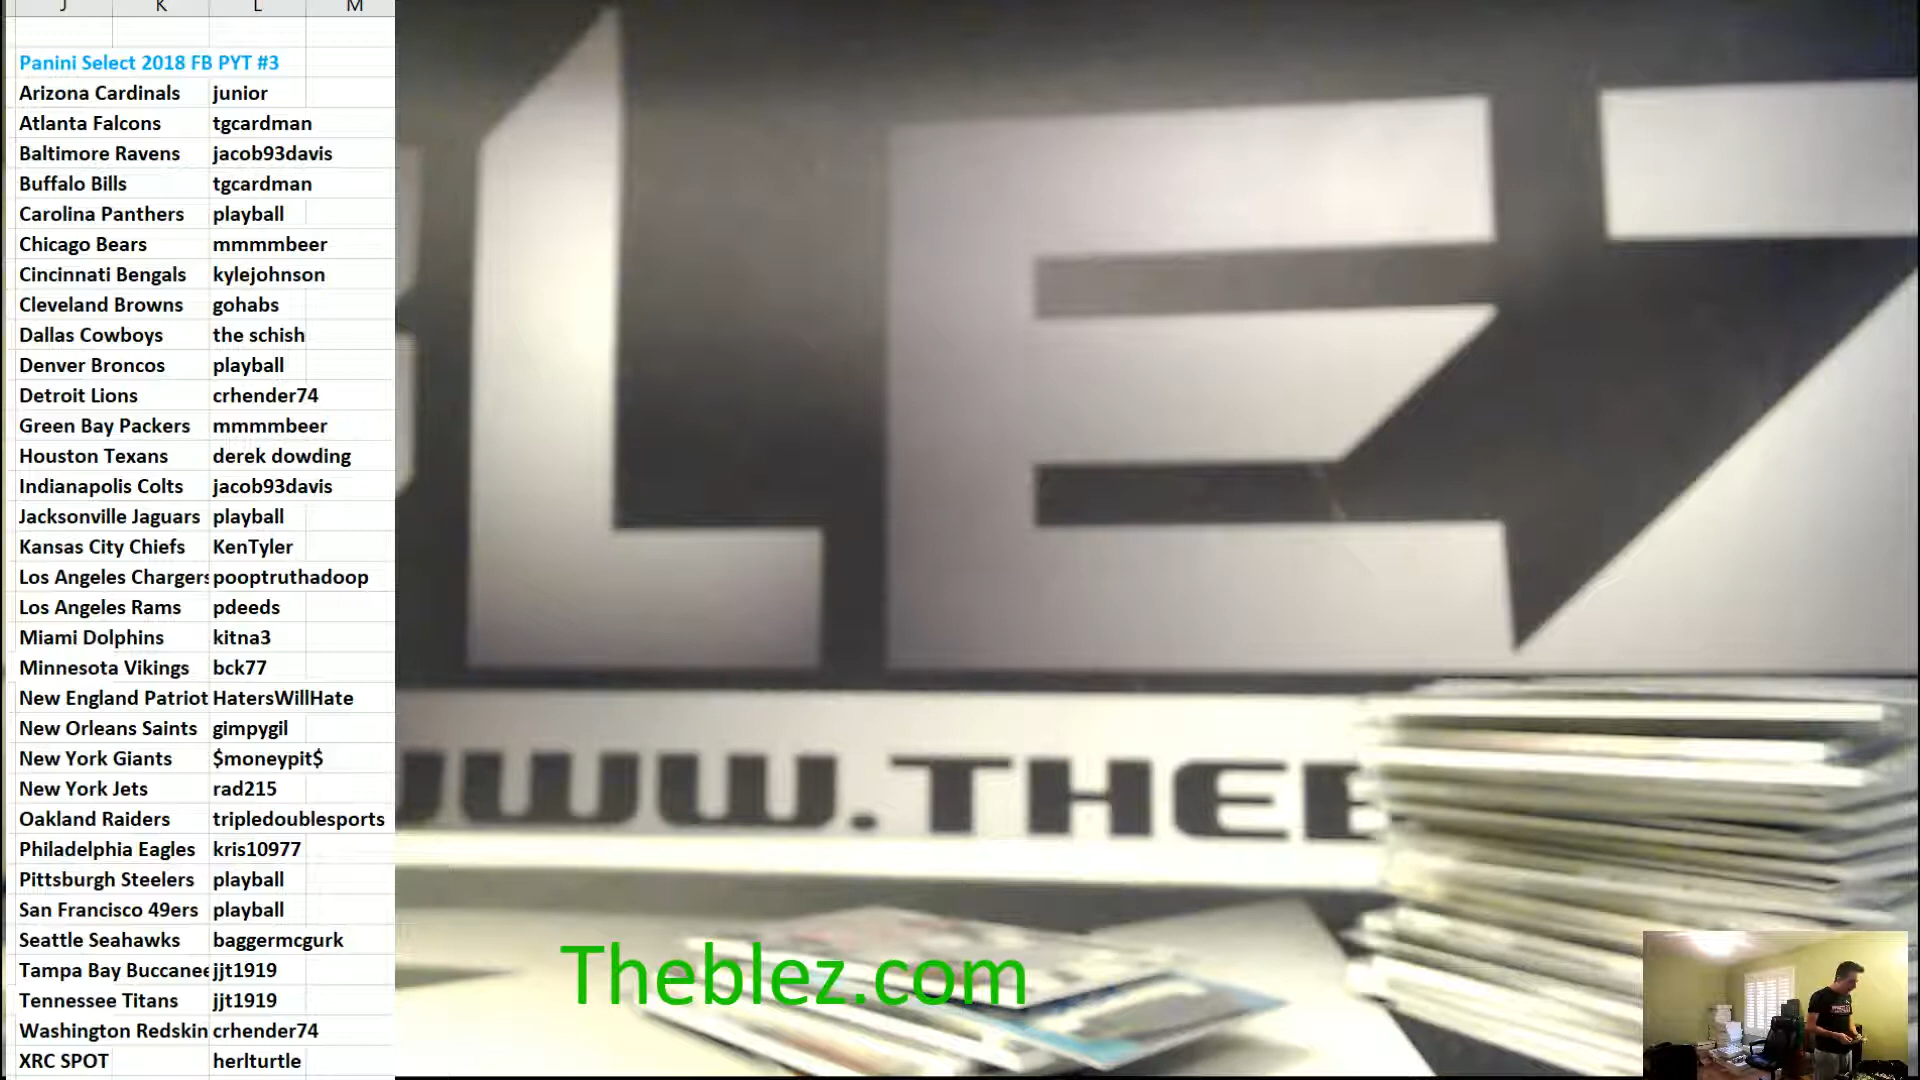 J K L M
Panini Select 2018 FB PYT #3
Arizona Cardinals junior
Atlanta Falcons tgcardman
Baltimore Ravens jacob93davis
Buffalo Bills tgcardman
Carolina Panthers playball
Chicago Bears mmmmbeer
Cincinnati Bengals kylejohnson
Cleveland Browns gohabs
Dallas Cowboys the schish
Denver Broncos playball
Detroit Lions crhender74
Green Bay Packers mmmmbeer
Houston Texans derek dowding
Indianapolis Colts jacob93davis
Jacksonville Jaguars playball
Kansas City Chiefs KenTyler
Los Angeles Chargers pooptruthadoop
Los Angeles Rams pdeeds
Miami Dolphins kitna3
Minnesota Vikings bck77
New England Patriot HatersWillHate
New Orleans Saints gimpygil
New York Giants $moneypit$
New York Jets rad215
Oakland Raiders tripledoublesports
Philadelphia Eagles kris10977
Pittsburgh Steelers playball
San Francisco 49ers playball
Seattle Seahawks baggermcgurk
Tampa Bay Buccanee jjt1919
Tennessee Titans jjt1919
Washington Redskin crhender74
XRC SPOT herlturtle
LEZ
WWW.THEB
Theblez.com